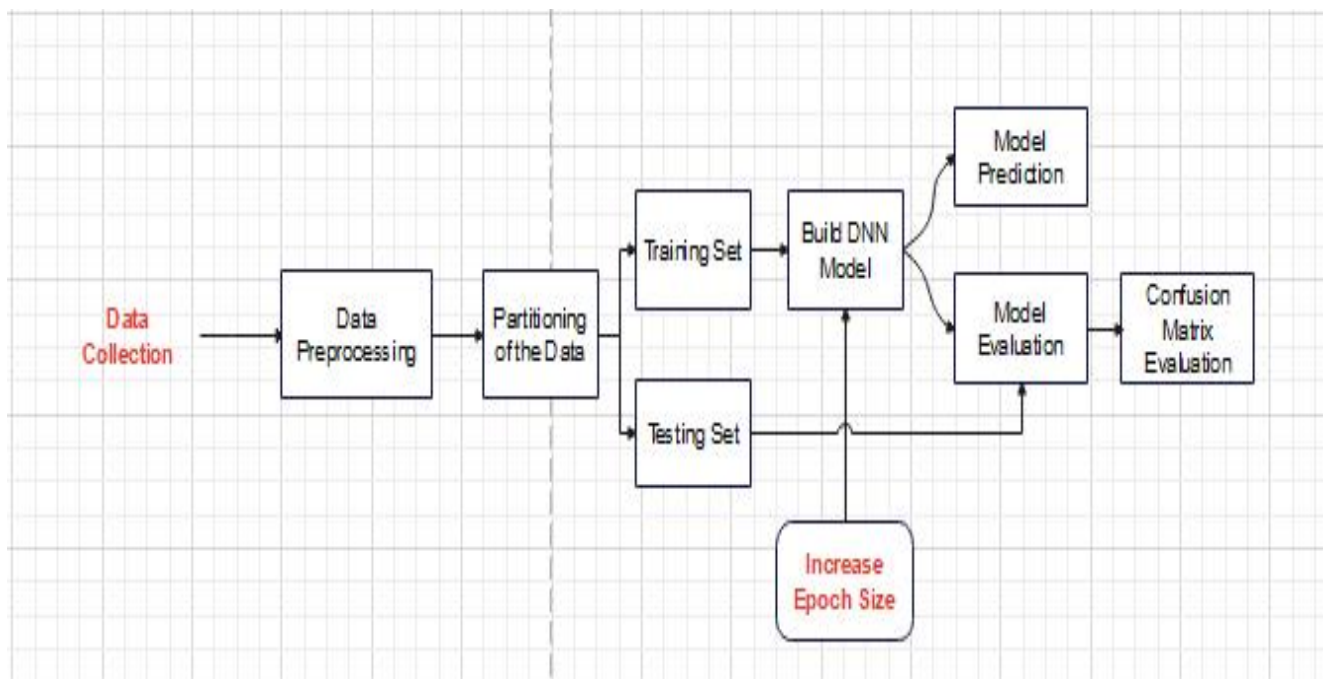 Data
Collection
Data
Preprocessing
Partitioning
of the Data
Training Set
Testing Set
Build DNN
Model
Increase
Epoch Size
Model
Prediction
Model
Evaluation
Confusion
Matrix
Evaluation